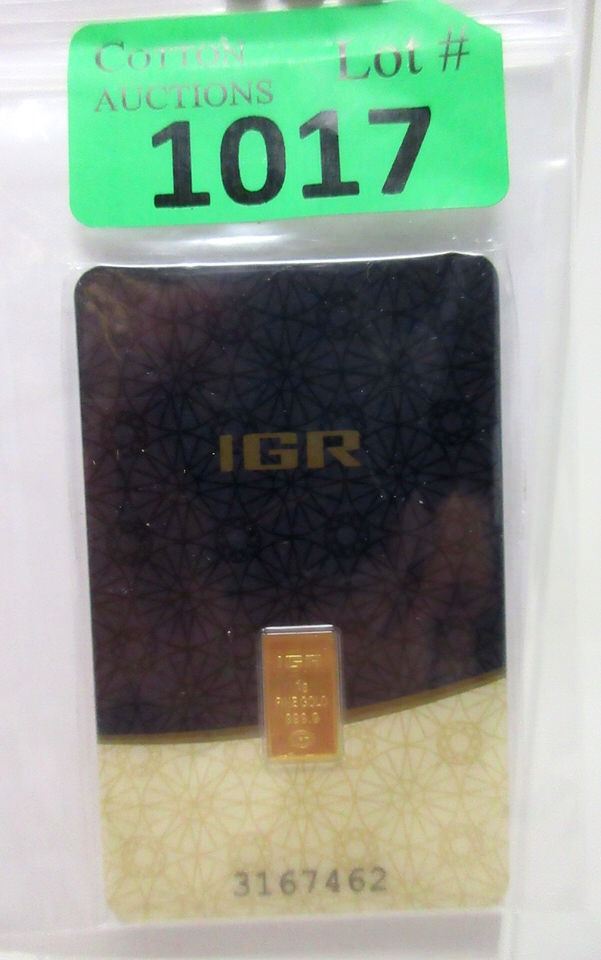 COTTON Lot #
AUCTIONS
1017
IGR
IGR
1g
FINE GOLD
999.9
3167462